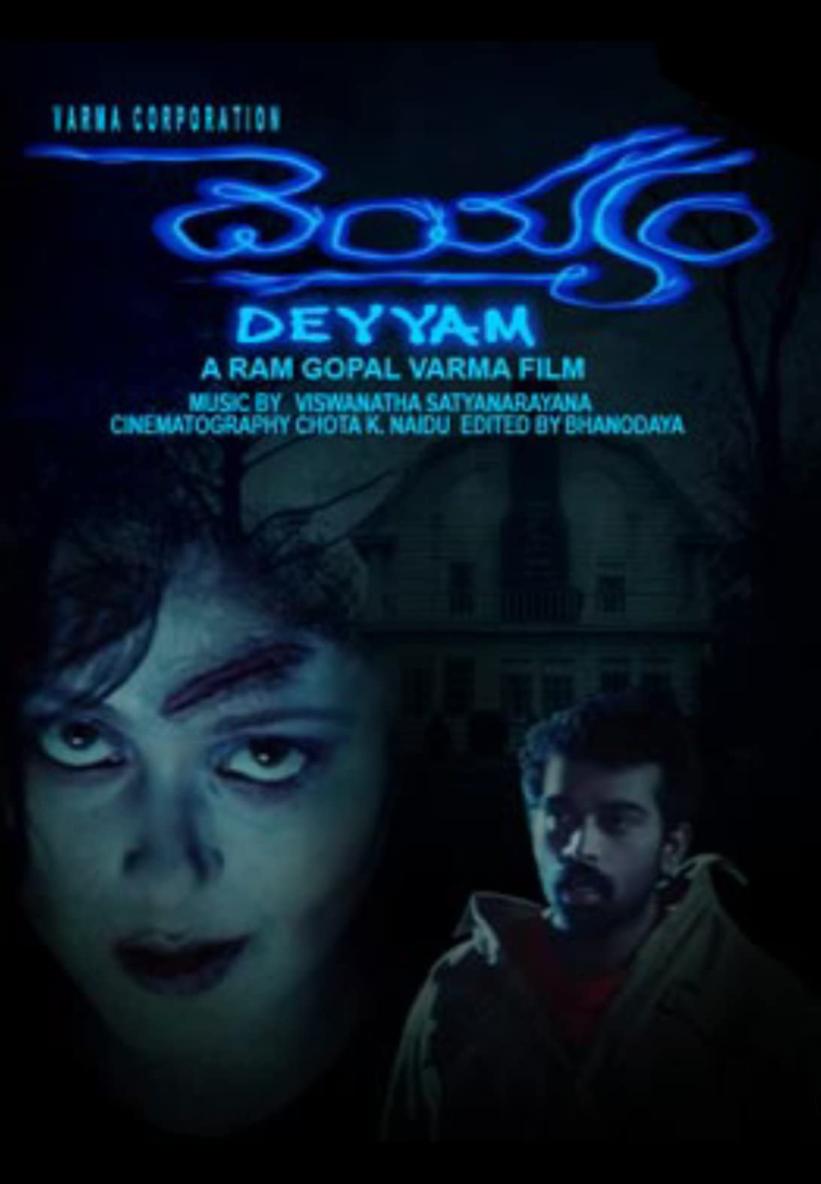 VARMA CORPORATION
దెయ్యం
DEYYAM
A RAM GOPAL VARMA FILM
MUSIC BY VISWANATHA SATYANARAYANA
CINEMATOGRAPHY CHOTA K. NAIDU EDITED BY BHANODAYA